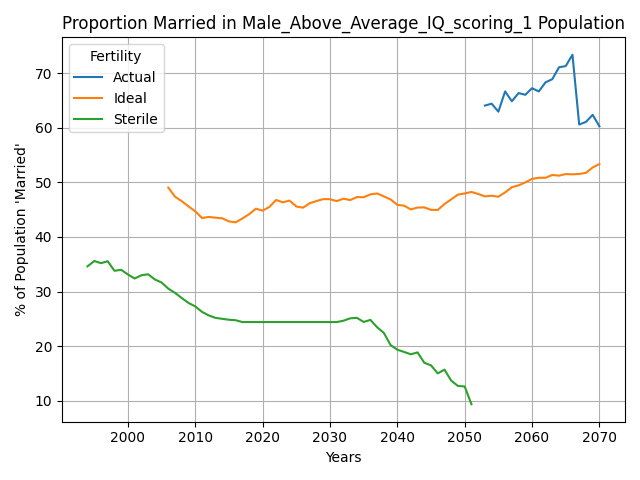 Proportion Married in Male_Above_Average_IQ_scoring_1 Population
Fertility
Actual
Ideal
Sterile
% of Population 'Married'
70
60
50
40
30
20
10
2000 2010 2020 2030 2040 2050 2060 2070
Years